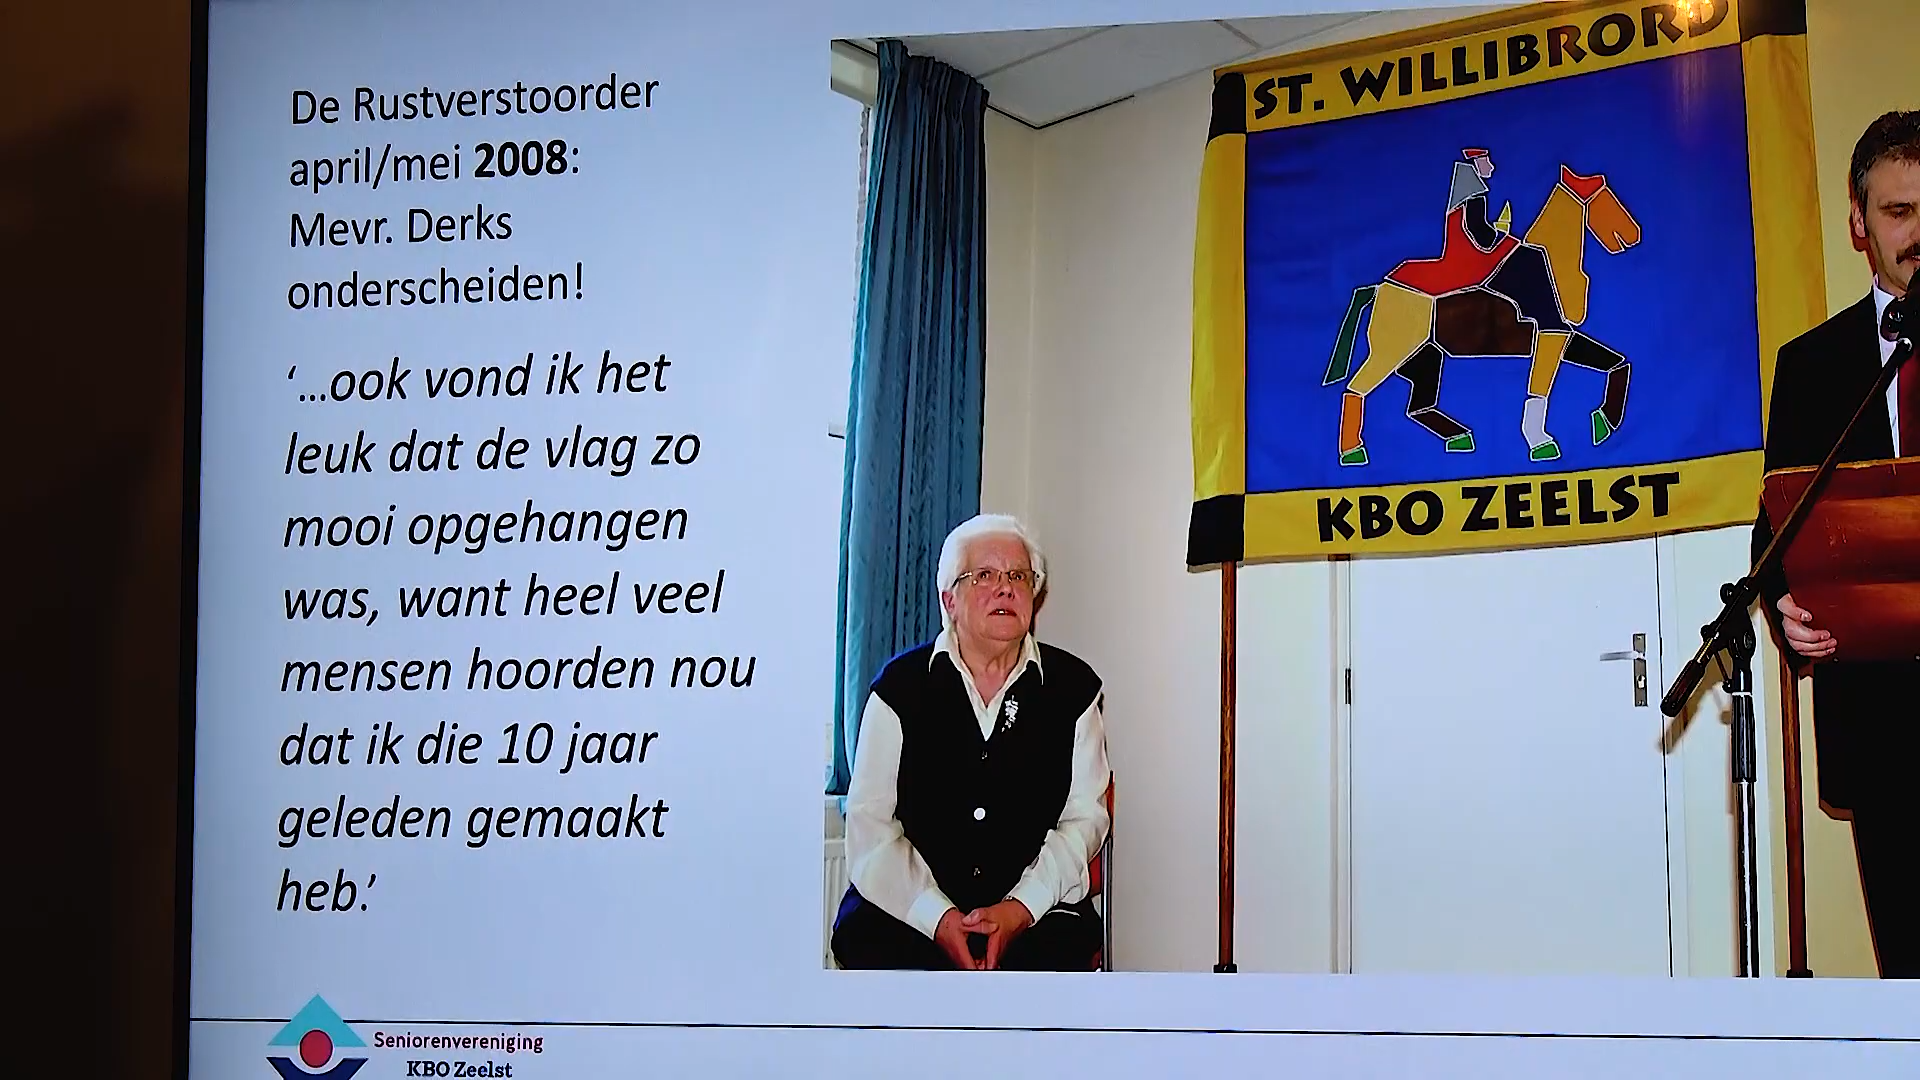 De Rustverstoorder
april/mei 2008:
Mevr. Derks
onderscheiden!
‘...ook vond ik het
leuk dat de vlag zo
mooi opgehangen
was, want heel veel
mensen hoorden nou
dat ik die 10 jaar
geleden gemaakt
heb.’
ST. WILLIBRORD
KBO ZEELST
Seniorenvereniging
KBO Zeelst